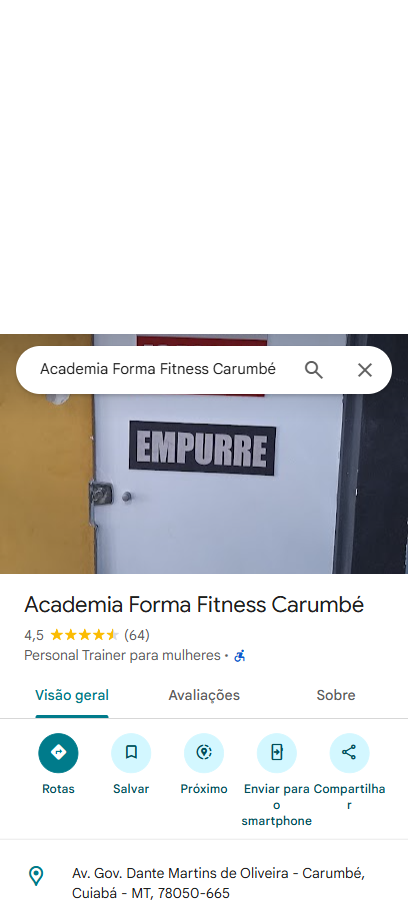 Academia Forma Fitness Carumbé
EMPURRE
Academia Forma Fitness Carumbé
4,5 (64)
Personal Trainer para mulheres ·
Visão geral
Avaliações
Sobre
Rotas
Salvar
Próximo
Enviar para
o
smartphone
Compartilha
r
Av. Gov. Dante Martins de Oliveira - Carumbé,
Cuiabá - MT, 78050-665